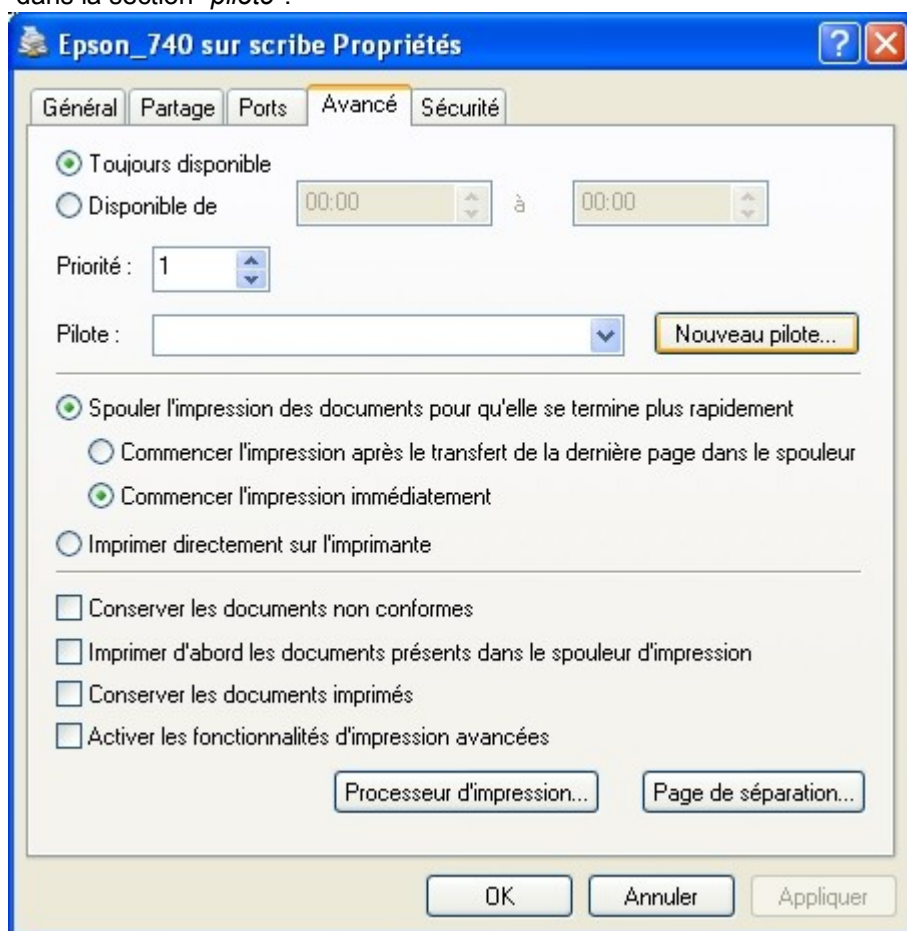 dans la section "pilote".
Epson_740 sur scribe Propriétés
Général Partage Ports Avancé Sécurité
Toujours disponible
Disponible de 00:00 à 00:00
Priorité : 1
Pilote : Nouveau pilote...
Spouler l'impression des documents pour qu'elle se termine plus rapidement
Commencer l'impression après le transfert de la dernière page dans le spouleur
Commencer l'impression immédiatement
Imprimer directement sur l'imprimante
Conserver les documents non conformes
Imprimer d'abord les documents présents dans le spouleur d'impression
Conserver les documents imprimés
Activer les fonctionnalités d'impression avancées
Processeur d'impression... Page de séparation...
OK Annuler Appliquer